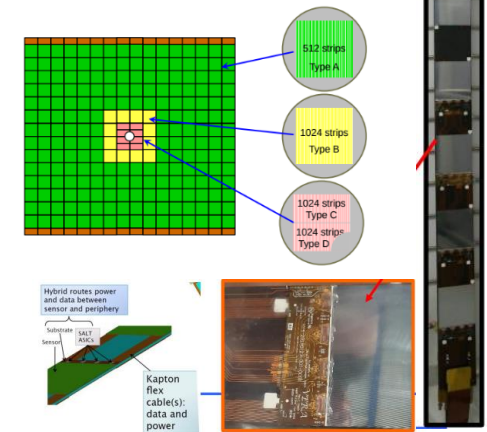 512 strips
Type A
1024 strips
Type B
1024 strips
Type C
1024 strips
Type D
Hybrid routes power
and data between
sensor and periphery
Substrate
SALT
ASICs
Sensor
Kapton
flex
cable(s):
data and
power